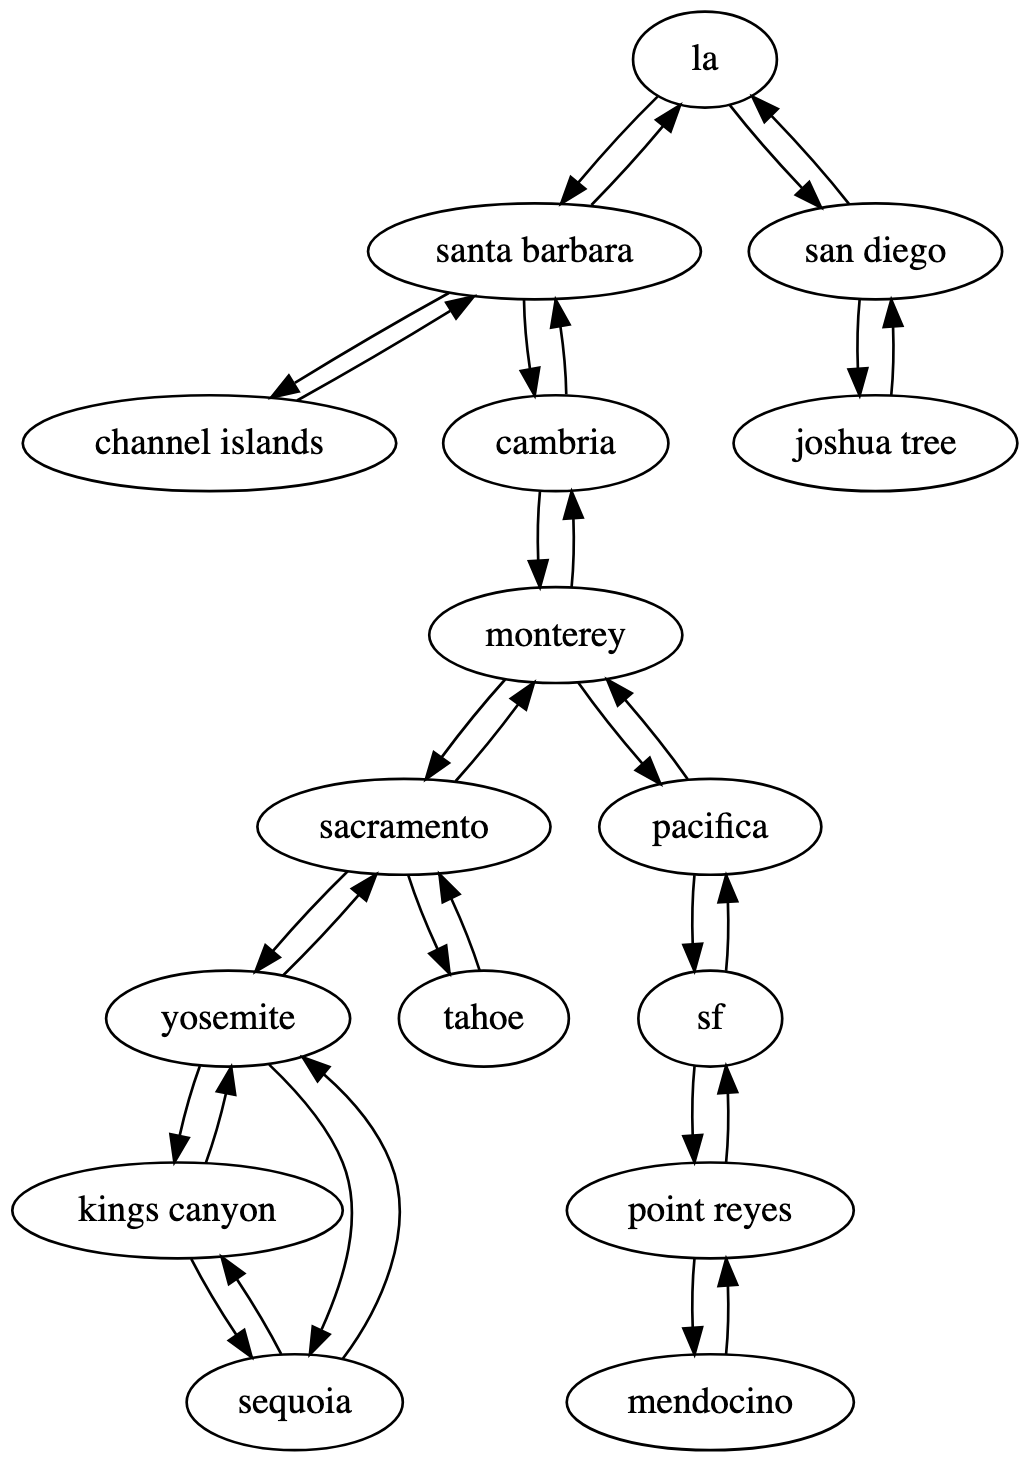 la
santa barbara
san diego
channel islands
cambria
joshua tree
monterey
sacramento
pacifica
yosemite
tahoe
sf
kings canyon
point reyes
sequoia
mendocino